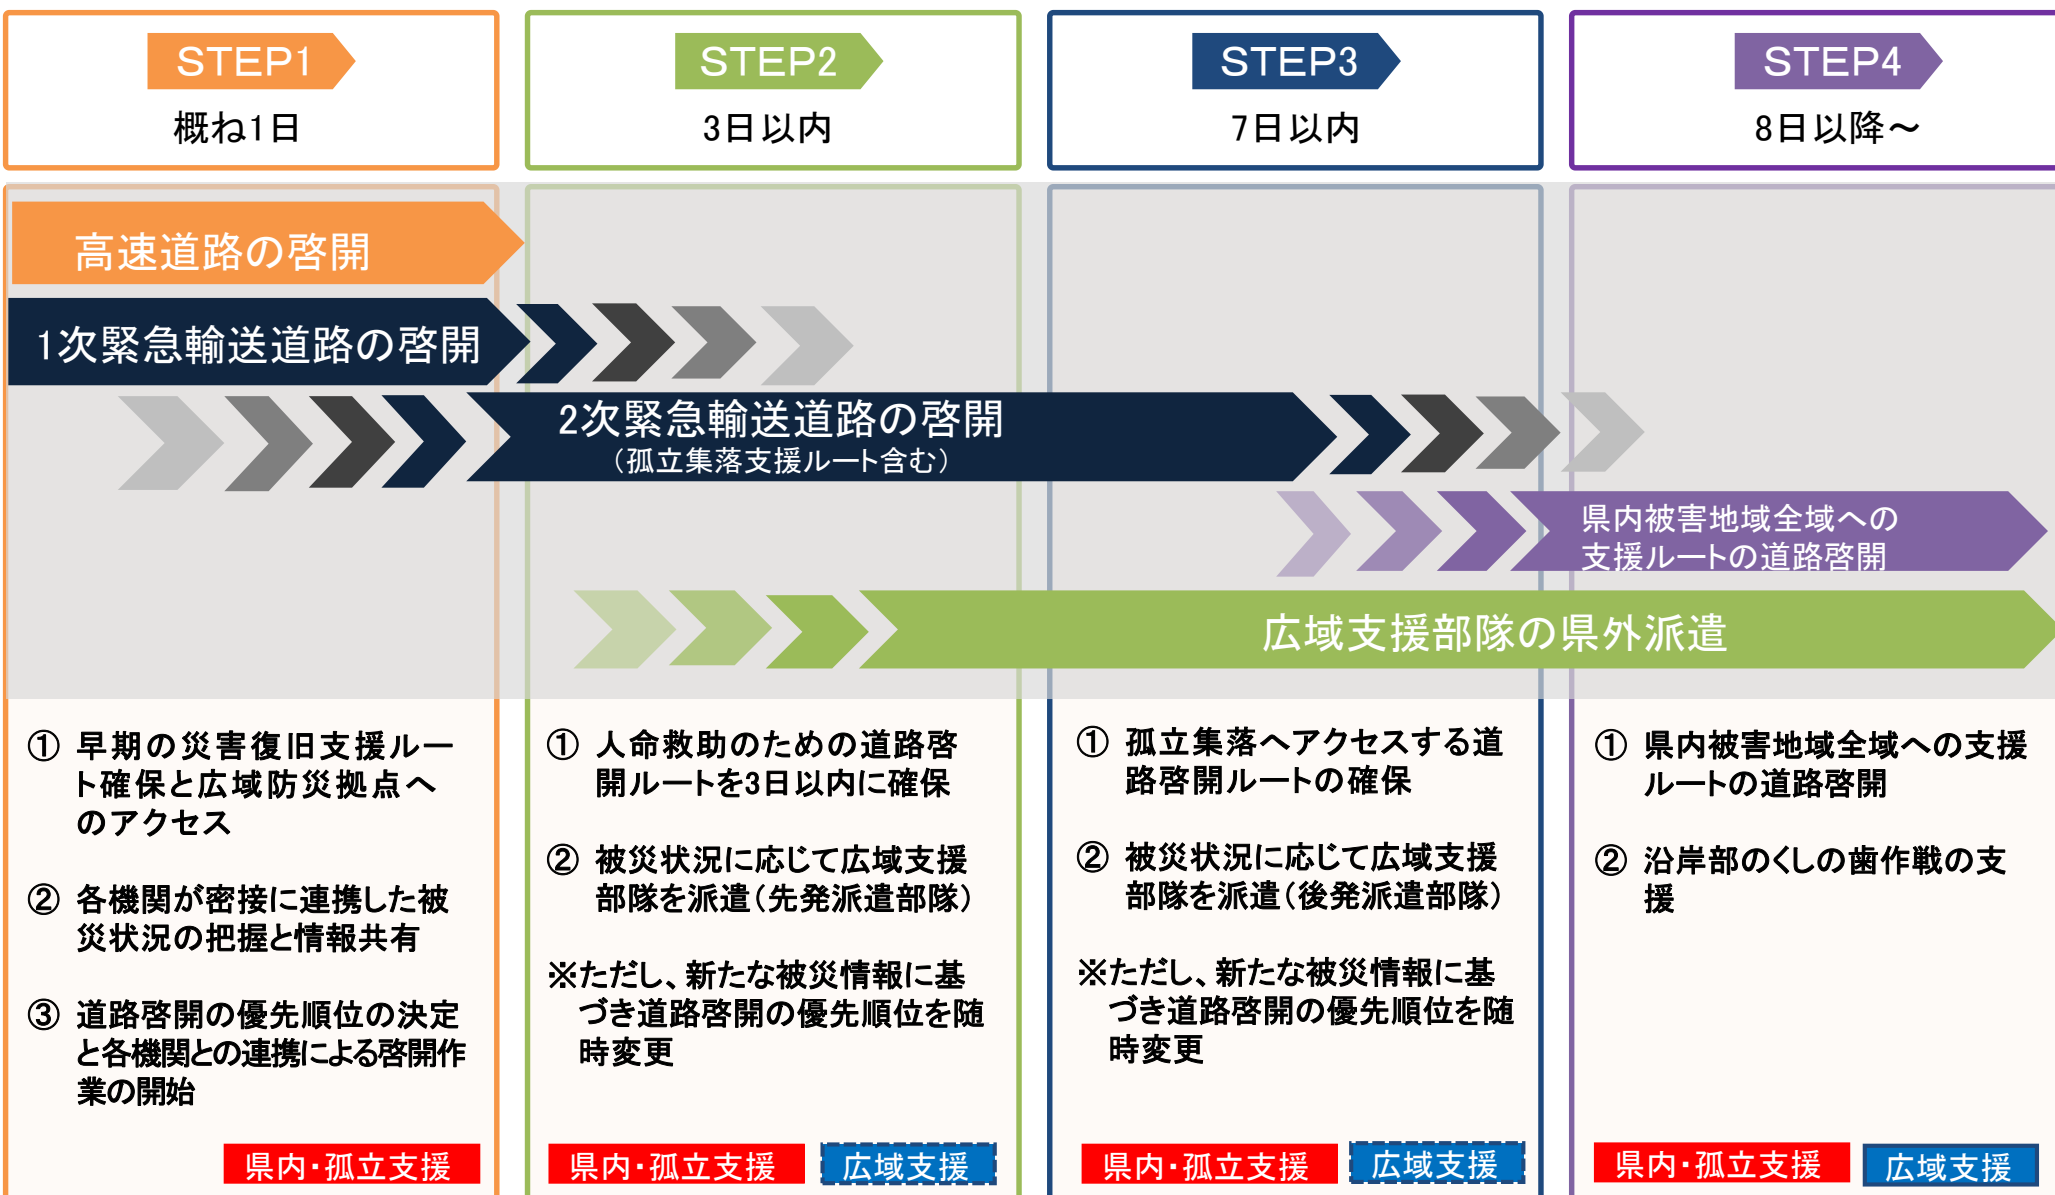 STEP1
概ね1日
STEP2
3日以内
STEP3
7日以内
STEP4
8日以降～
高速道路の啓開
1次緊急輸送道路の啓開
2次緊急輸送道路の啓開
（孤立集落支援ルート含む）
県内被害地域全域への
支援ルートの道路啓開
広域支援部隊の県外派遣
① 早期の災害復旧支援ルー
ト確保と広域防災拠点へ
のアクセス
② 各機関が密接に連携した被
災状況の把握と情報共有
③ 道路啓開の優先順位の決定
と各機関との連携による啓開作
業の開始
県内・孤立支援
① 人命救助のための道路啓
開ルートを3日以内に確保
② 被災状況に応じて広域支援
部隊を派遣（先発派遣部隊）
※ただし、新たな被災情報に基
づき道路啓開の優先順位を随
時変更
県内・孤立支援
広域支援
① 孤立集落へアクセスする道
路啓開ルートの確保
② 被災状況に応じて広域支援
部隊を派遣（後発派遣部隊）
※ただし、新たな被災情報に基
づき道路啓開の優先順位を随
時変更
県内・孤立支援
広域支援
① 県内被害地域全域への支援
ルートの道路啓開
② 沿岸部のくしの歯作戦の支
援
県内・孤立支援
広域支援